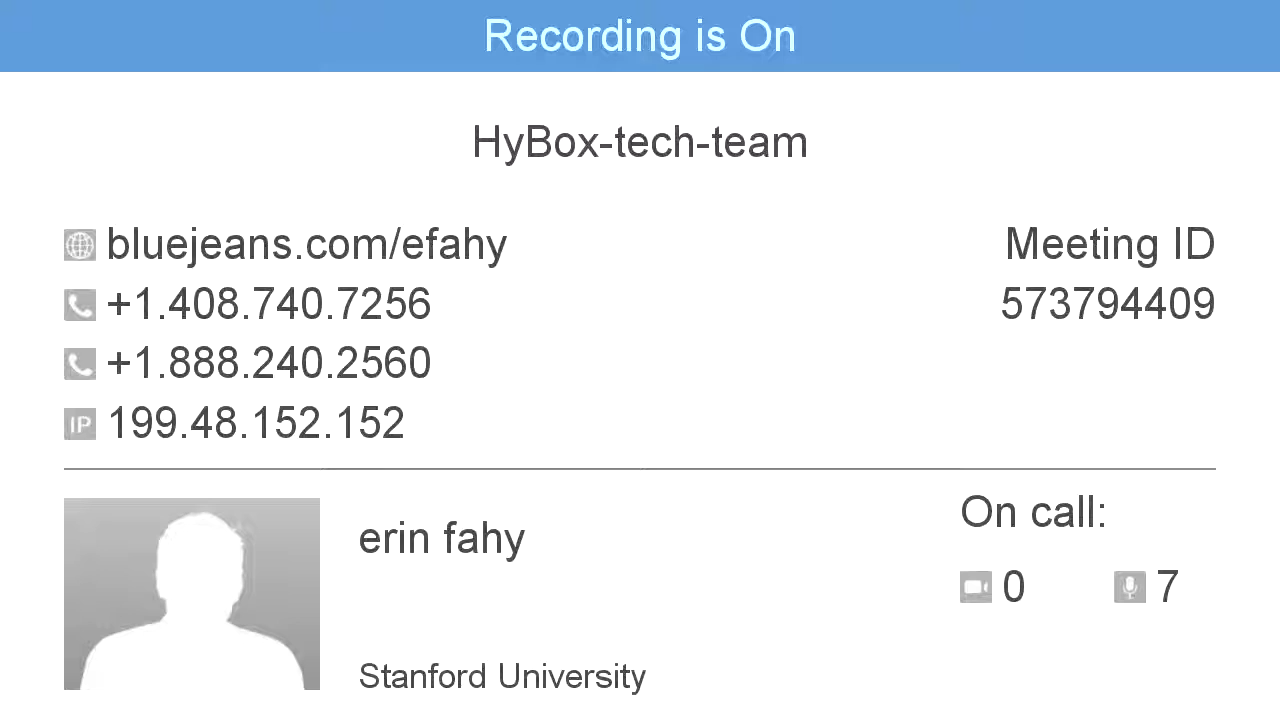 Recording is On
HyBox-tech-team
bluejeans.com/efahy
+1.408.740.7256
+1.888.240.2560
IP 199.48.152.152
Meeting ID
573794409
erin fahy
Stanford University
On call:
0 7